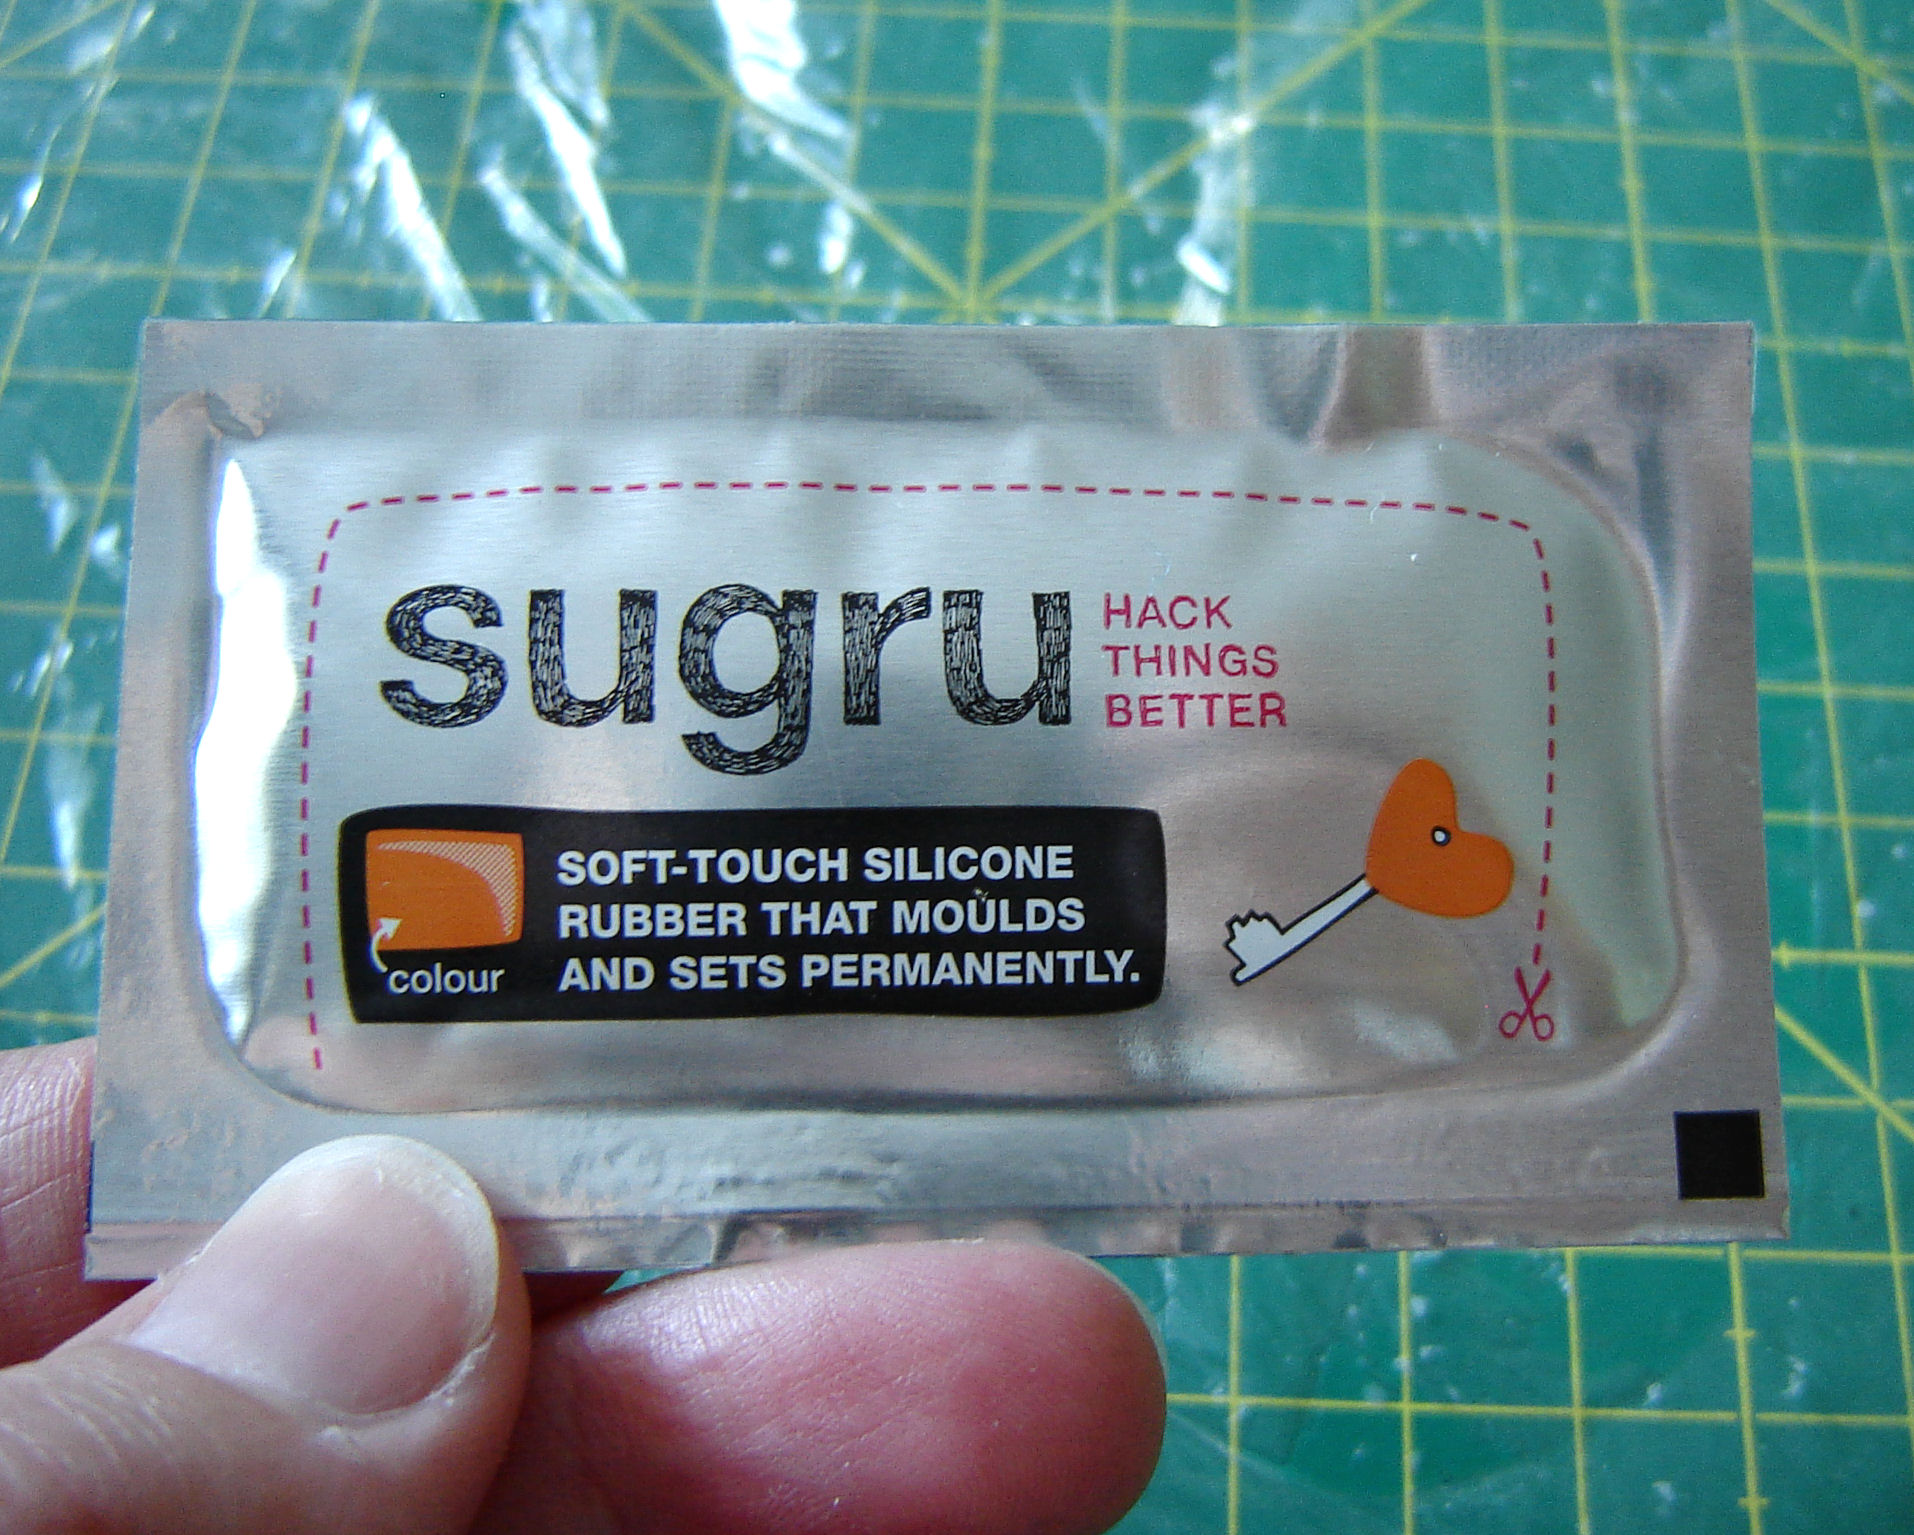 sugru
HACK
THINGS
BETTER
SOFT-TOUCH SILICONE
RUBBER THAT MOULDS
AND SETS PERMANENTLY.
colour